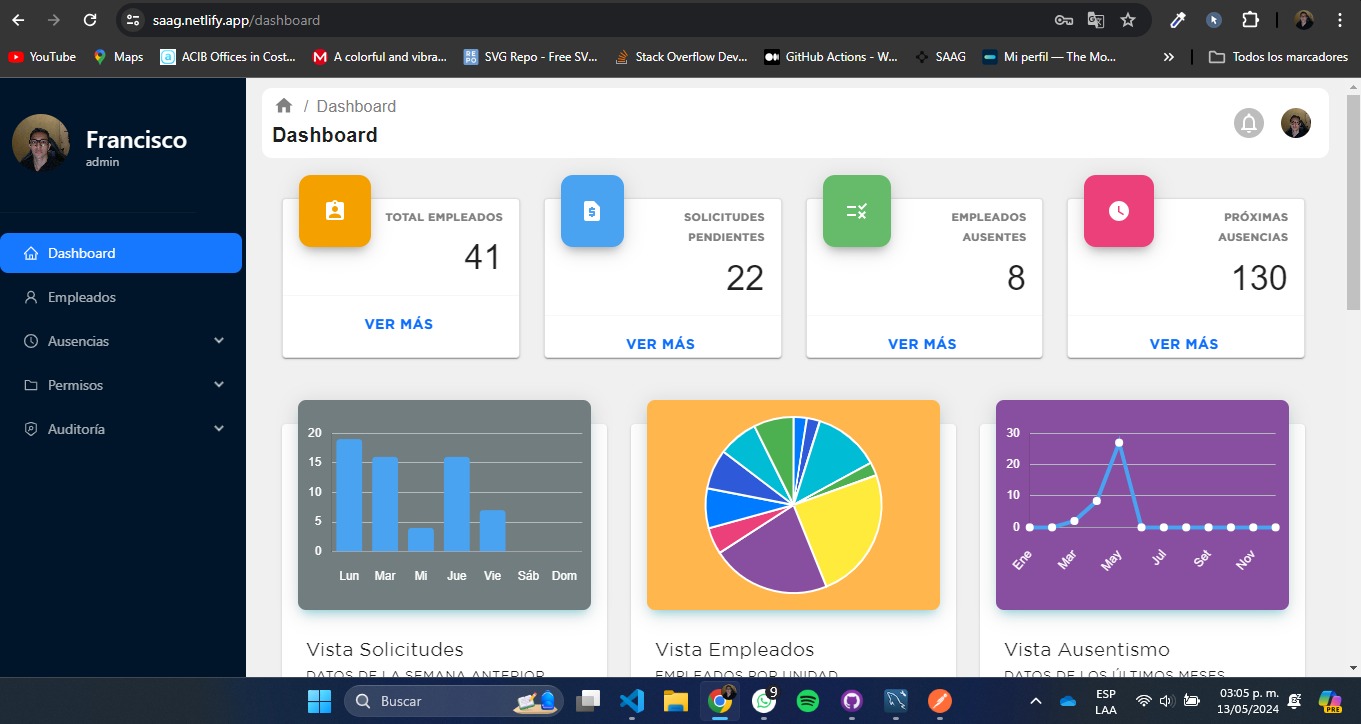 saag.netlify.app/dashboard
YouTube
Maps
ACIB Offices in Cost...
A colorful and vibra...
SVG Repo - Free SV...
Stack Overflow Dev...
GitHub Actions - W...
SAAG
Mi perfil — The Mo...
Todos los marcadores
Francisco
admin
Dashboard
Empleados
Ausencias
Permisos
Auditoría
/ Dashboard
Dashboard
TOTAL EMPLEADOS
41
VER MÁS
SOLICITUDES
PENDIENTES
22
VER MÁS
EMPLEADOS
AUSENTES
8
VER MÁS
PRÓXIMAS
AUSENCIAS
130
VER MÁS
20
15
10
5
0
Lun Mar Mi Jue Vie Sáb Dom
Vista Solicitudes
DATOS DE LA SEMANA ANTERIOR
Vista Empleados
EMPLEADOS POR UNIDAD
30
20
10
0
Ene Mar May Jul Set Nov
Vista Ausentismo
DATOS DE LOS ÚLTIMOS MESES
Buscar
9
ESP
LAA
03:05 p. m.
13/05/2024
PRE